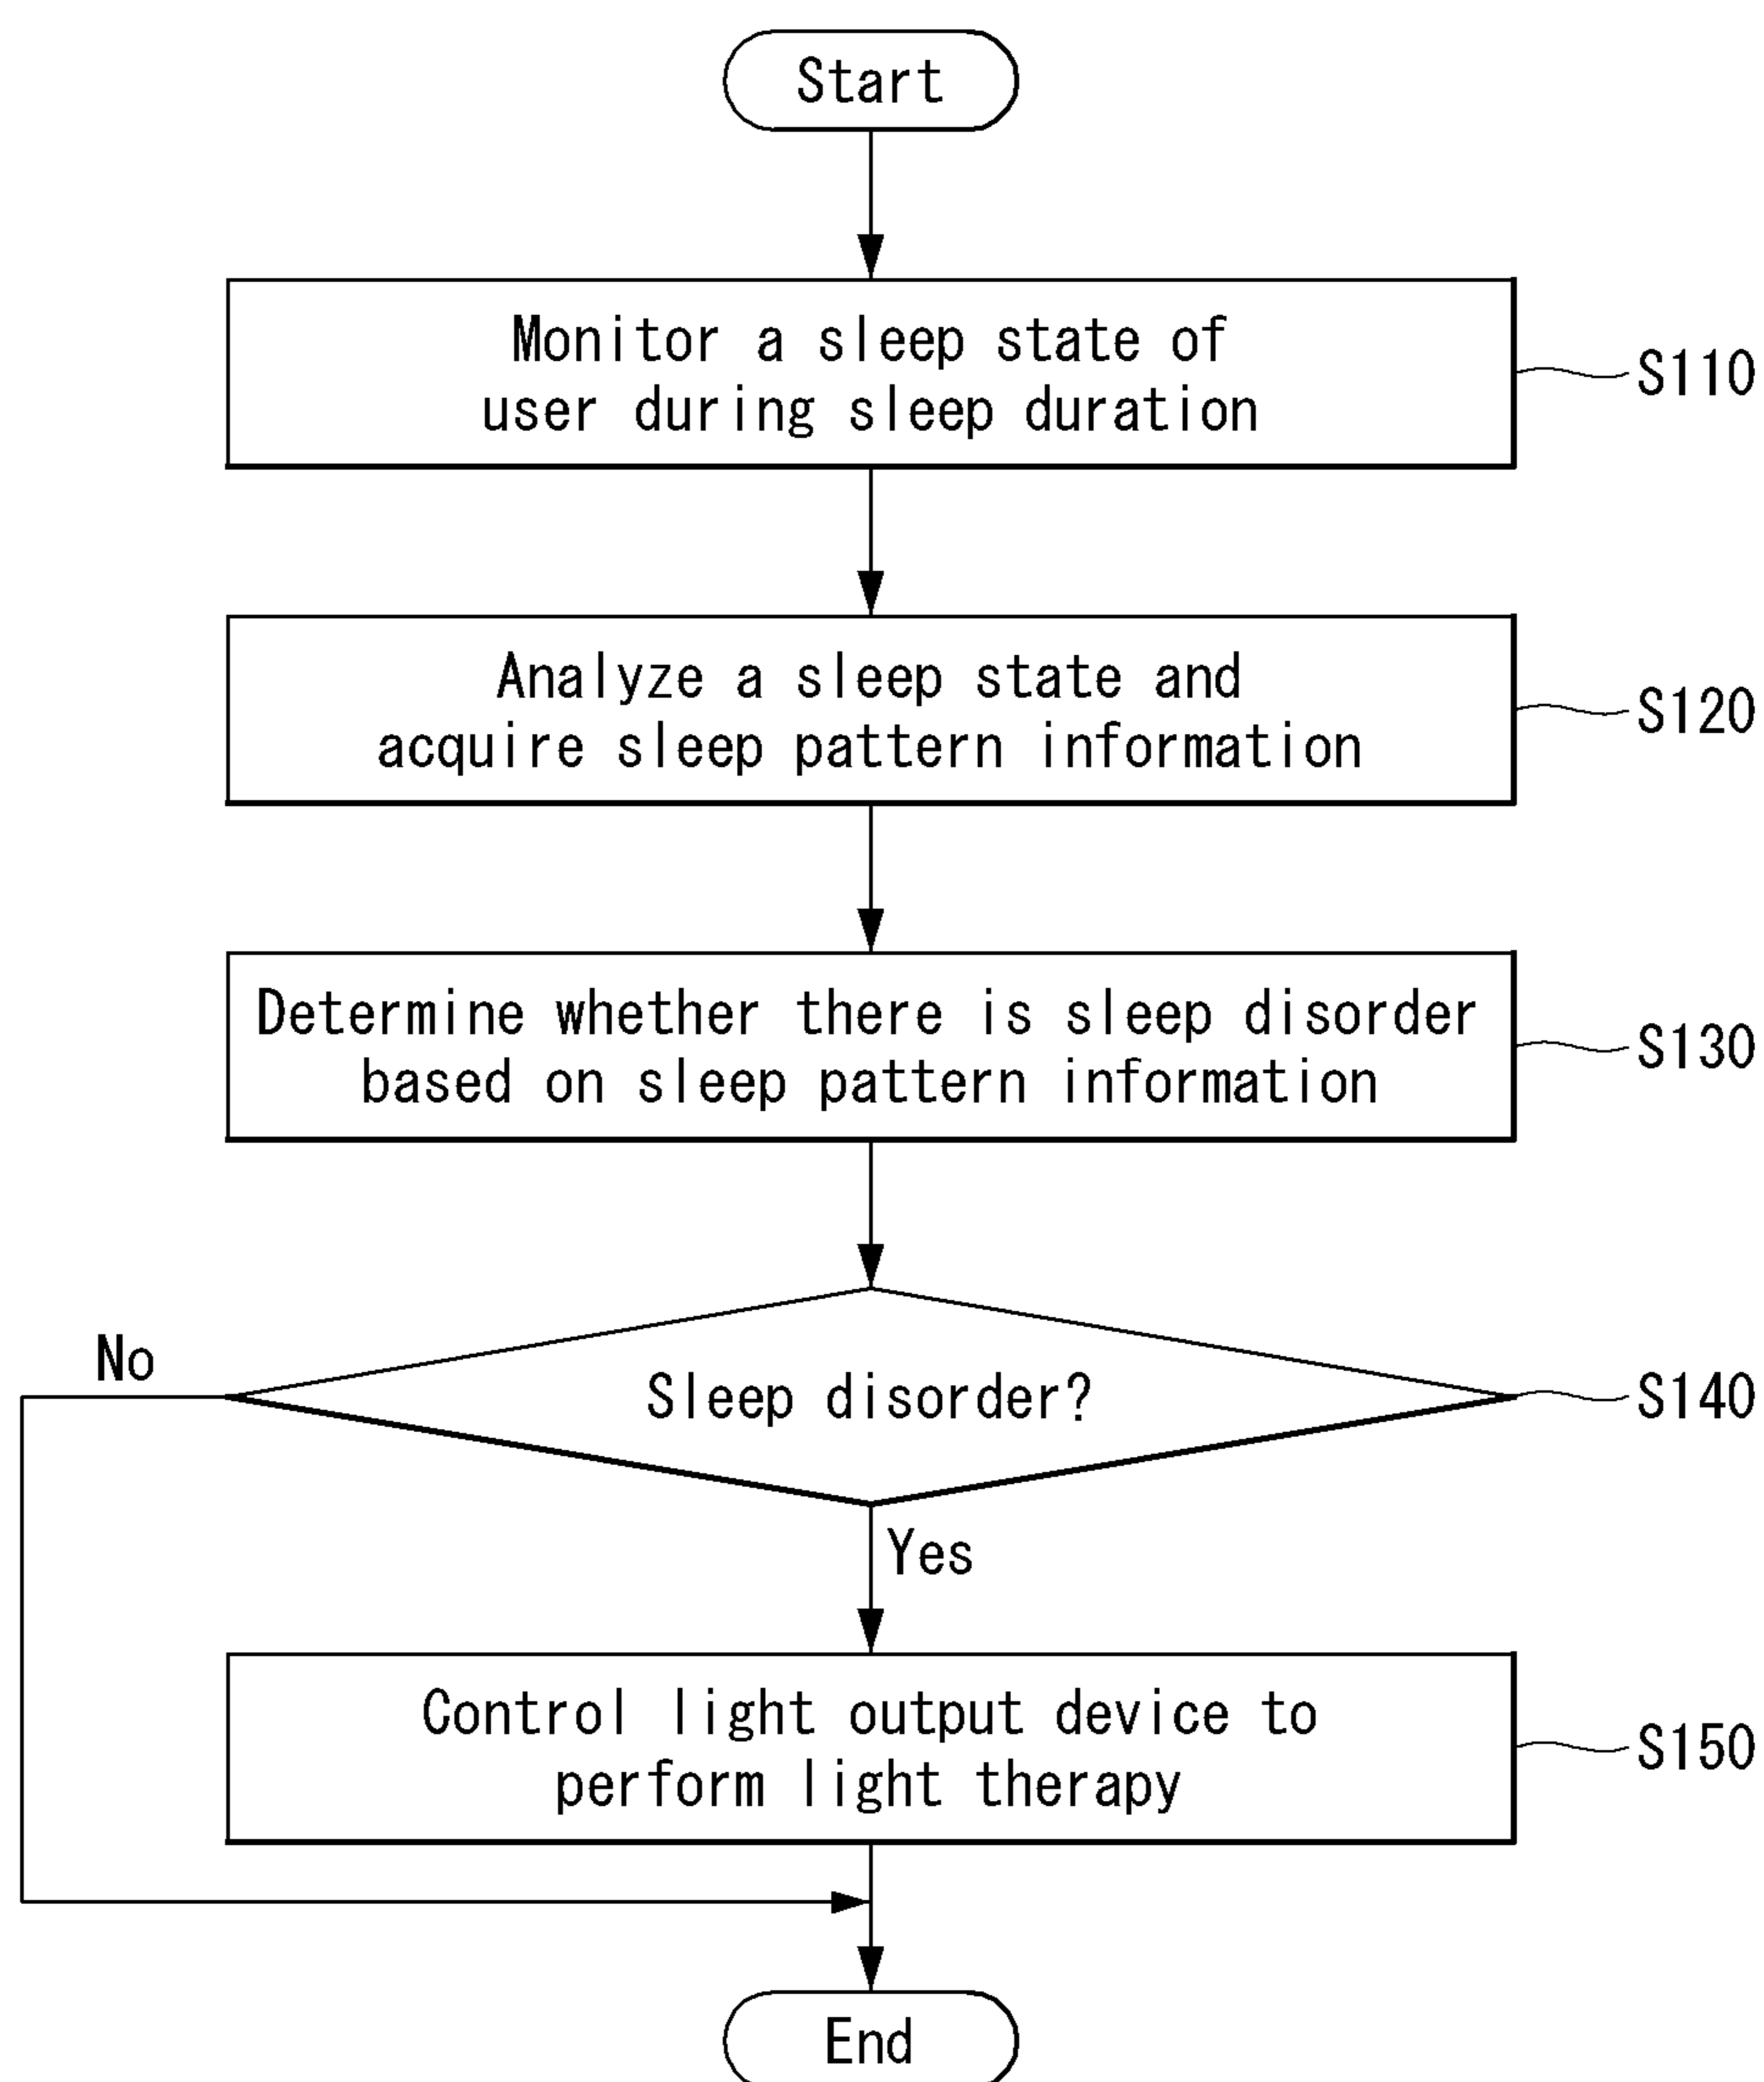 Start
Monitor a sleep state of
user during sleep duration
S110
Analyze a sleep state and
acquire sleep pattern information
S120
Determine whether there is sleep disorder
based on sleep pattern information
S130
No
Sleep disorder?
S140
Yes
Control light output device to
perform light therapy
S150
End